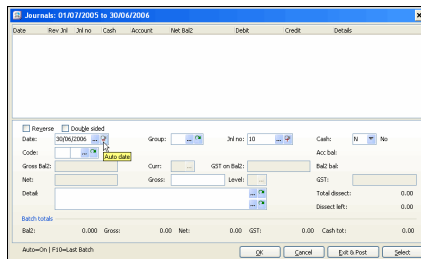 Journals: 01/07/2005 to 30/06/2006
Date Rev Jnl Jnl no Cash Account Net Bal2 Debit Credit Details
Reverse Double sided
Date: 30/06/2006 ... Group: ... Jnl no: 10 ... Cash: N No
Code: ... Auto date Acc bal:
Gross Bal2: Curr: ... GST on Bal2: Bal2 bal:
Net: Gross: Level: ... GST:
Detail: ... Total dissect: 0.00
... Dissect left: 0.00
Batch totals
Bal2: 0.000 Gross: 0.00 Net: 0.00 GST: 0.00 Cash tot: 0.00
Auto=On | F10=Last Batch OK Cancel Exit & Post Select